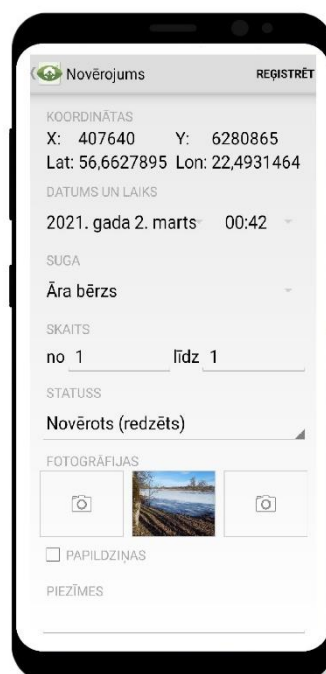 Novērojums REĢISTRĒT
KOORDINĀTAS
X: 407640 Y: 6280865
Lat: 56,6627895 Lon: 22,4931464
DATUMS UN LAIKS
2021. gada 2. marts 00:42
SUGA
Āra bērzs
SKAITS
no 1 līdz 1
STATUSS
Novērots (redzēts)
FOTOGRĀFIJAS
PAPILDZIŅAS
PIEZĪMES